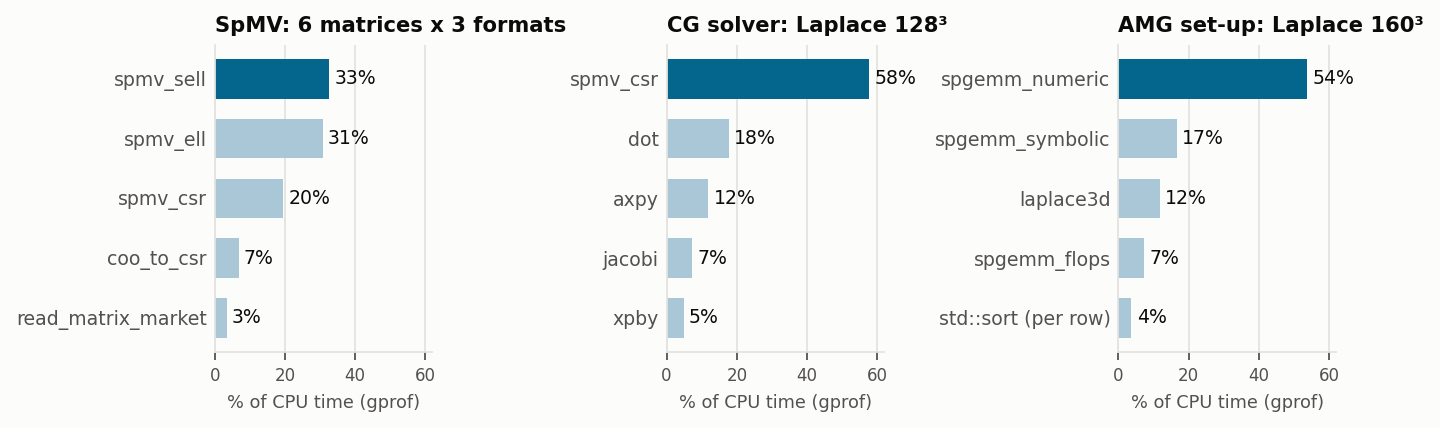 SpMV: 6 matrices x 3 formats
spmv_sell 33%
spmv_ell 31%
spmv_csr 20%
coo_to_csr 7%
read_matrix_market 3%
0 20 40 60
% of CPU time (gprof)
CG solver: Laplace 128³
spmv_csr 58%
dot 18%
axpy 12%
jacobi 7%
xpby 5%
0 20 40 60
% of CPU time (gprof)
AMG set-up: Laplace 160³
spgemm_numeric 54%
spgemm_symbolic 17%
laplace3d 12%
spgemm_flops 7%
std::sort (per row) 4%
0 20 40 60
% of CPU time (gprof)